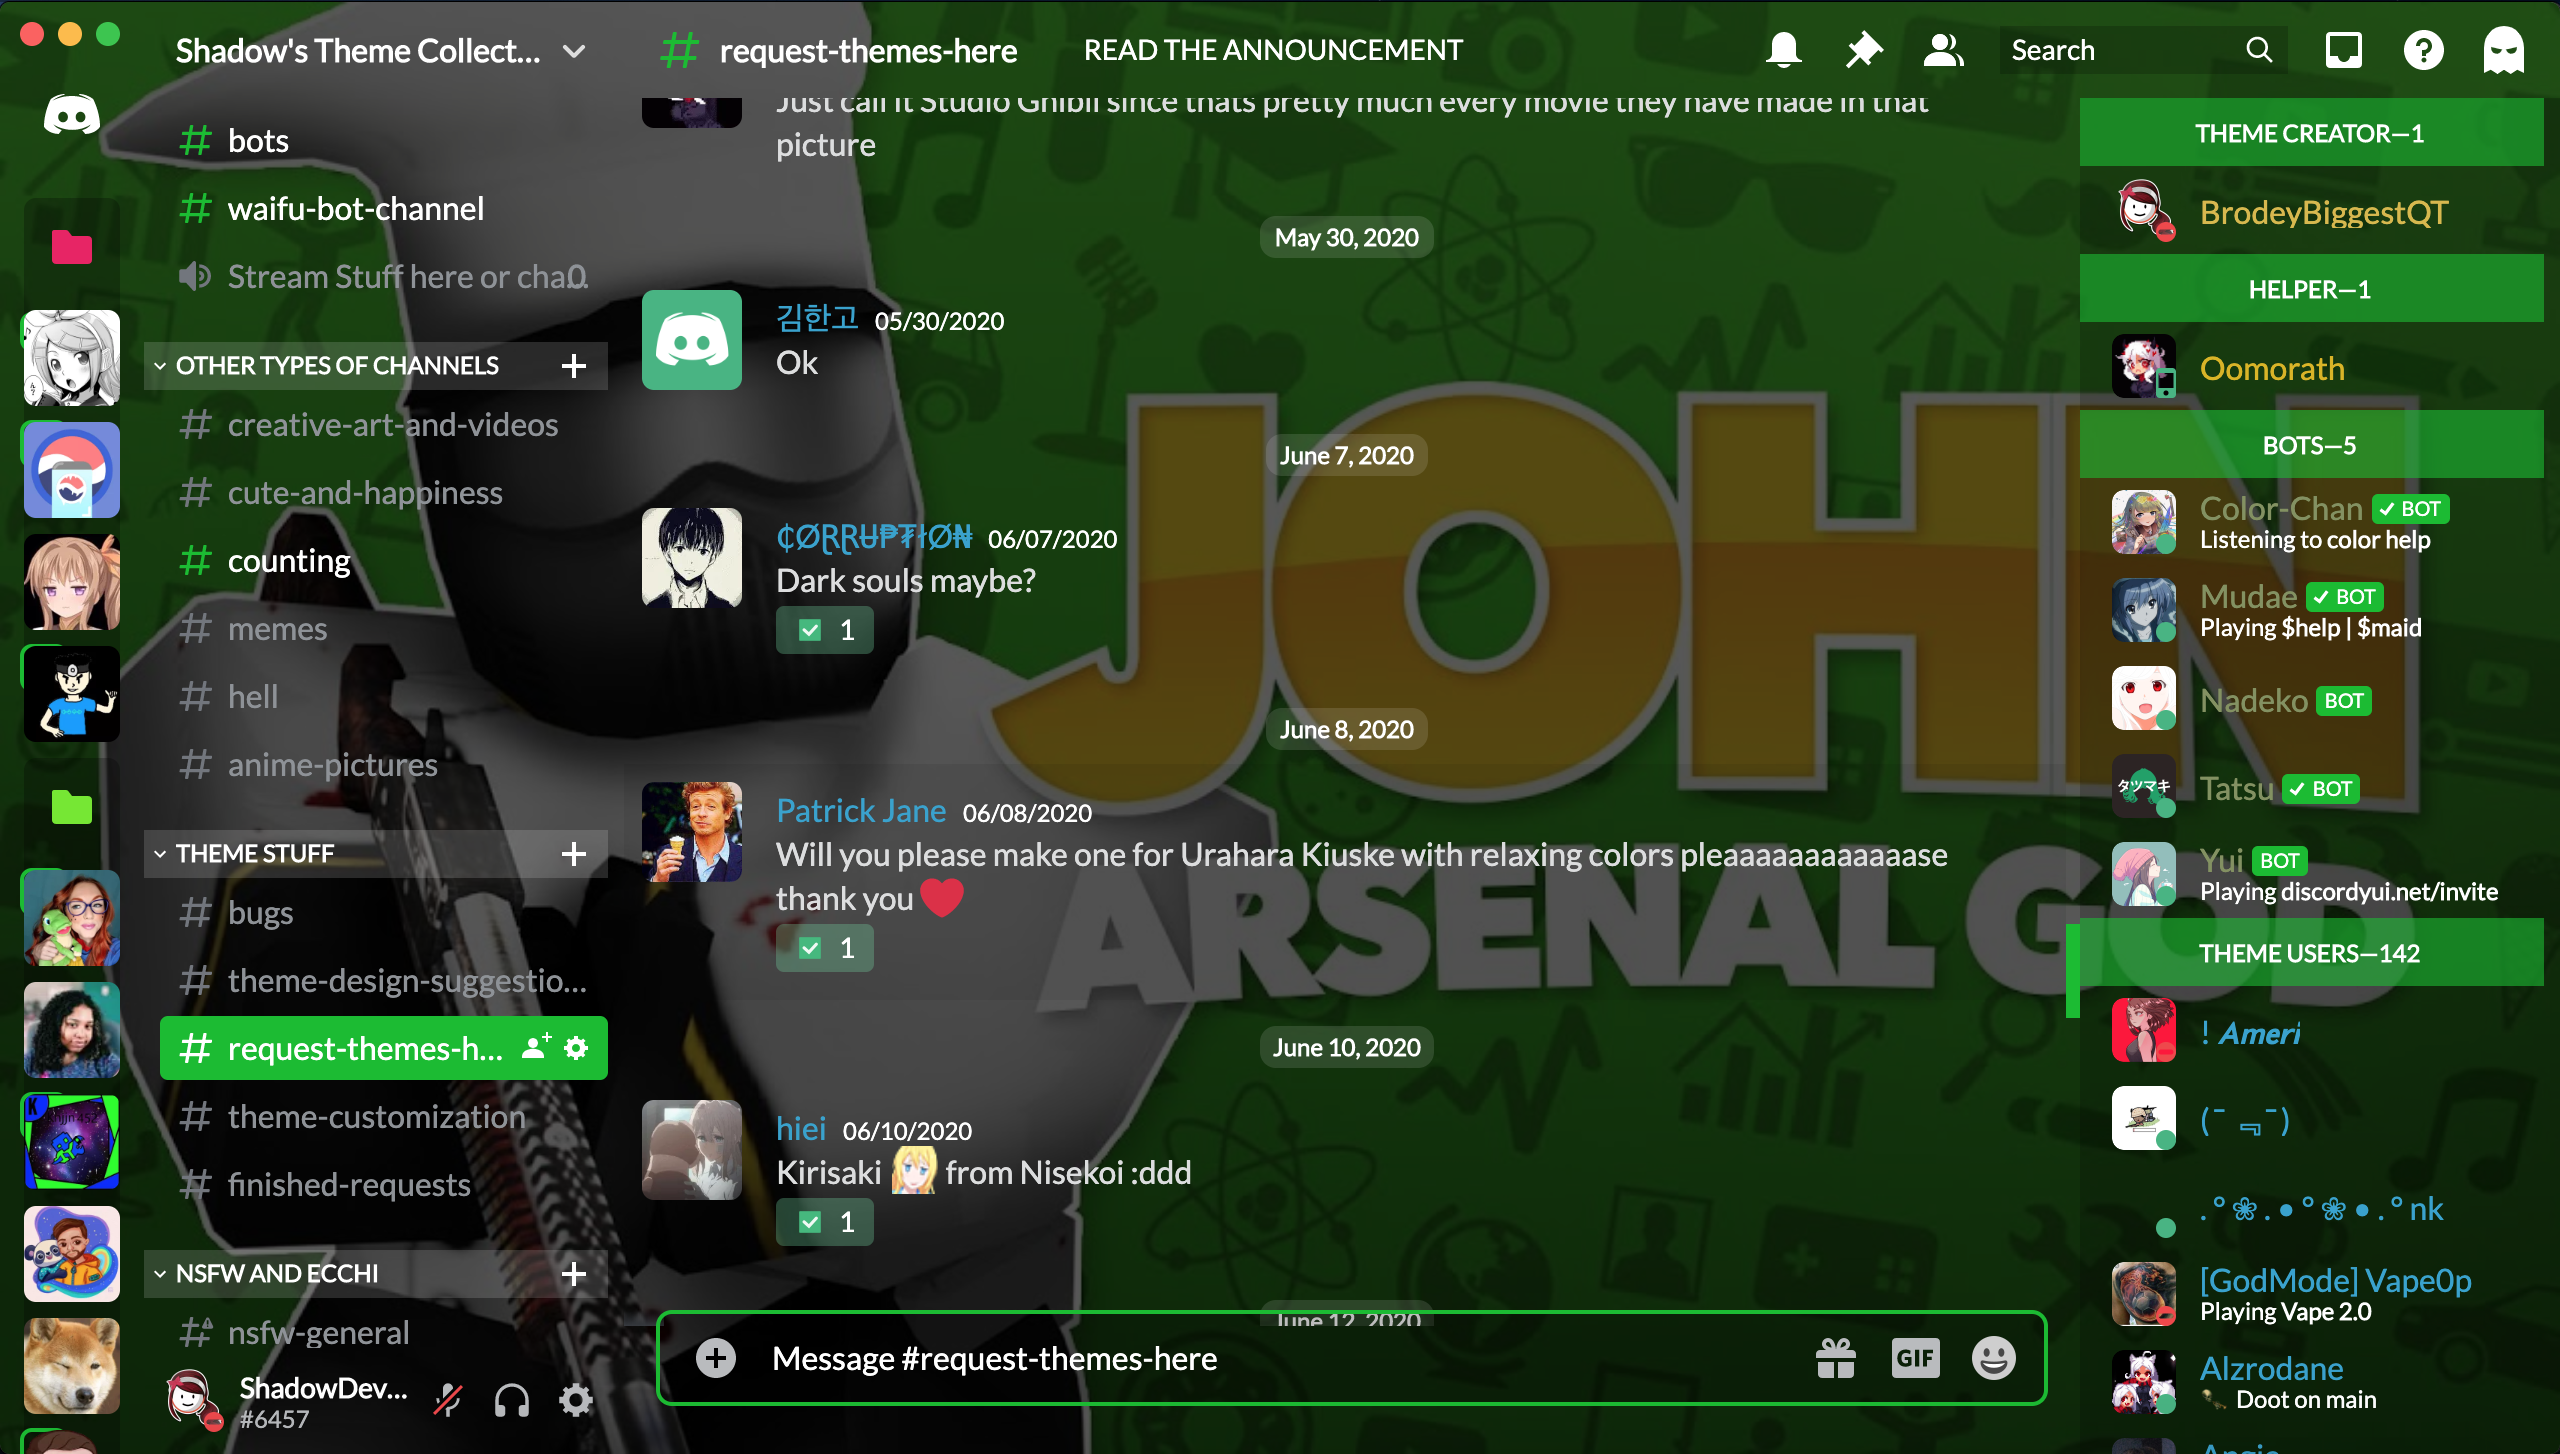 Shadow's Theme Collect...
bots
waifu-bot-channel
Stream Stuff here or cha
OTHER TYPES OF CHANNELS
creative-art-and-videos
cute-and-happiness
counting
memes
hell
anime-pictures
THEME STUFF
bugs
theme-design-suggestio...
request-themes-h...
theme-customization
finished-requests
NSFW AND ECCHI
nsfw-general
ShadowDev...
#6457
request-themes-here READ THE ANNOUNCEMENT
Search
Just call it Studio Ghibli since thats pretty much every movie they have made in that
picture
May 30, 2020
김한고 05/30/2020
Ok
June 7, 2020
₵ØⱤⱤɄ₱₮łØ₦ 06/07/2020
Dark souls maybe?
1
June 8, 2020
Patrick Jane 06/08/2020
Will you please make one for Urahara Kiuske with relaxing colors pleaaaaaaaaaaaase
thank you ❤
1
June 10, 2020
hiei 06/10/2020
Kirisaki from Nisekoi :ddd
1
June 12, 2020
Message #request-themes-here
GIF
JOHN
ARSENAL GOD
THEME CREATOR—1
BrodeyBiggestQT
HELPER—1
Oomorath
BOTS—5
Color-Chan ✓ BOT
Listening to color help
Mudae ✓ BOT
Playing $help | $maid
Nadeko BOT
タツマキ
Tatsu ✓ BOT
Yui BOT
Playing discordyui.net/invite
THEME USERS—142
! Ameri
(¯ ﹃¯)
.°❀.•°❀•.°nk
[GodMode] Vape0p
Playing Vape 2.0
Alzrodane
Doot on main